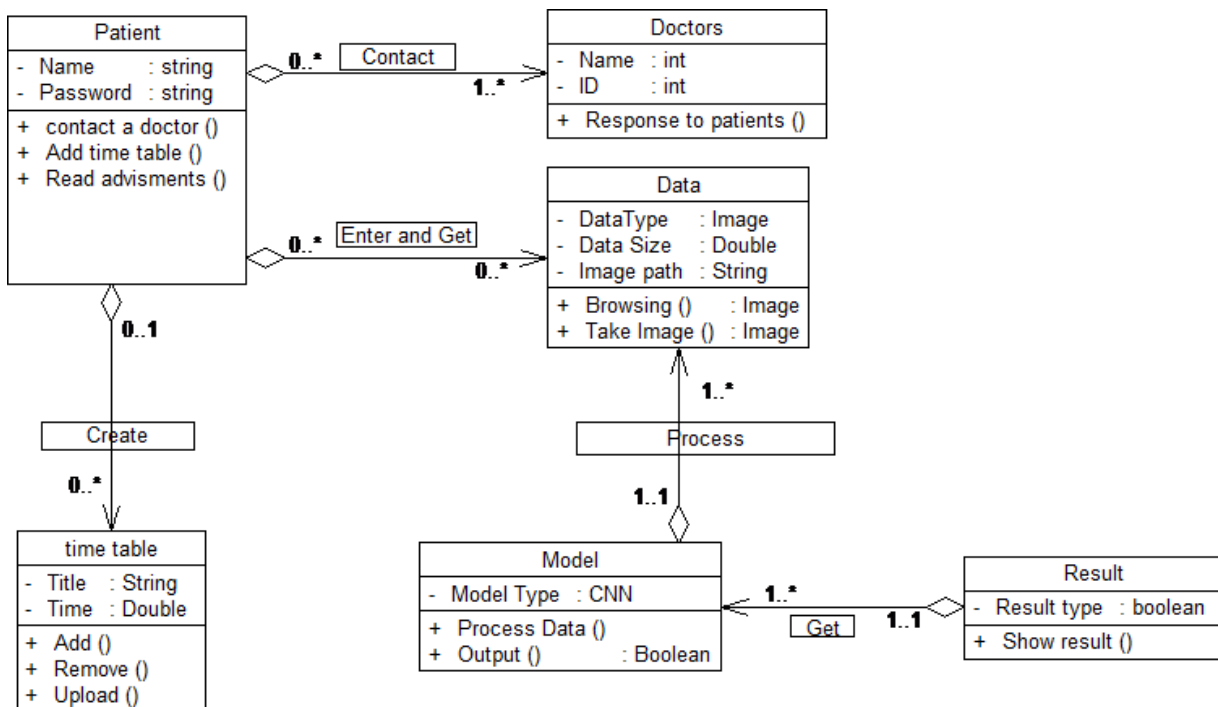 Patient
- Name : string
- Password : string
+ contact a doctor ()
+ Add time table ()
+ Read advisments ()
0..*
Contact
1..*
Doctors
- Name : int
- ID : int
+ Response to patients ()
0..*
Enter and Get
0..*
Data
- DataType : Image
- Data Size : Double
- Image path : String
+ Browsing () : Image
+ Take Image () : Image
0..1
Create
0..*
time table
- Title : String
- Time : Double
+ Add ()
+ Remove ()
+ Upload ()
1..*
Process
1..1
Model
- Model Type : CNN
+ Process Data ()
+ Output () : Boolean
1..*
Get
1..1
Result
- Result type : boolean
+ Show result ()